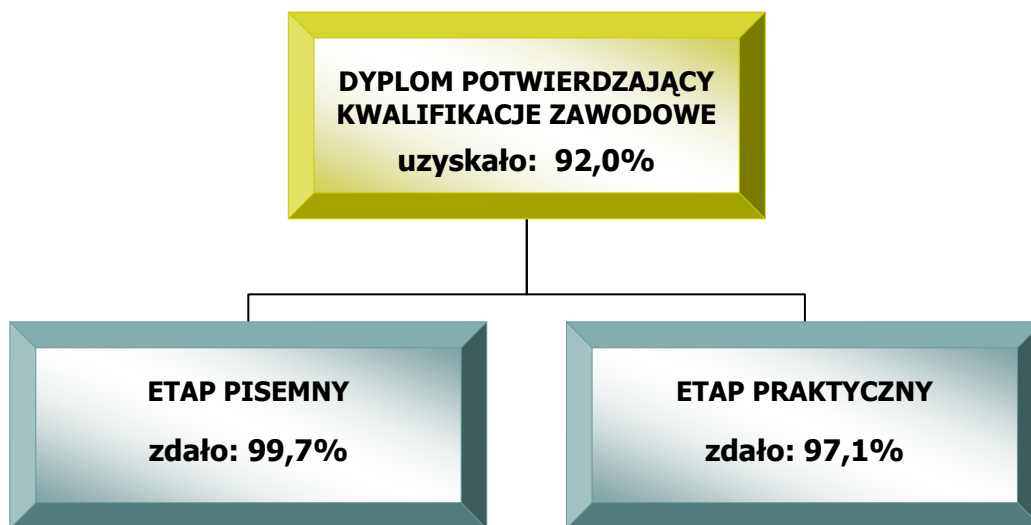 DYPLOM POTWIERDZAJĄCY
KWALIFIKACJE ZAWODOWE
uzyskało: 92,0%
ETAP PISEMNY
zdało: 99,7%
ETAP PRAKTYCZNY
zdało: 97,1%